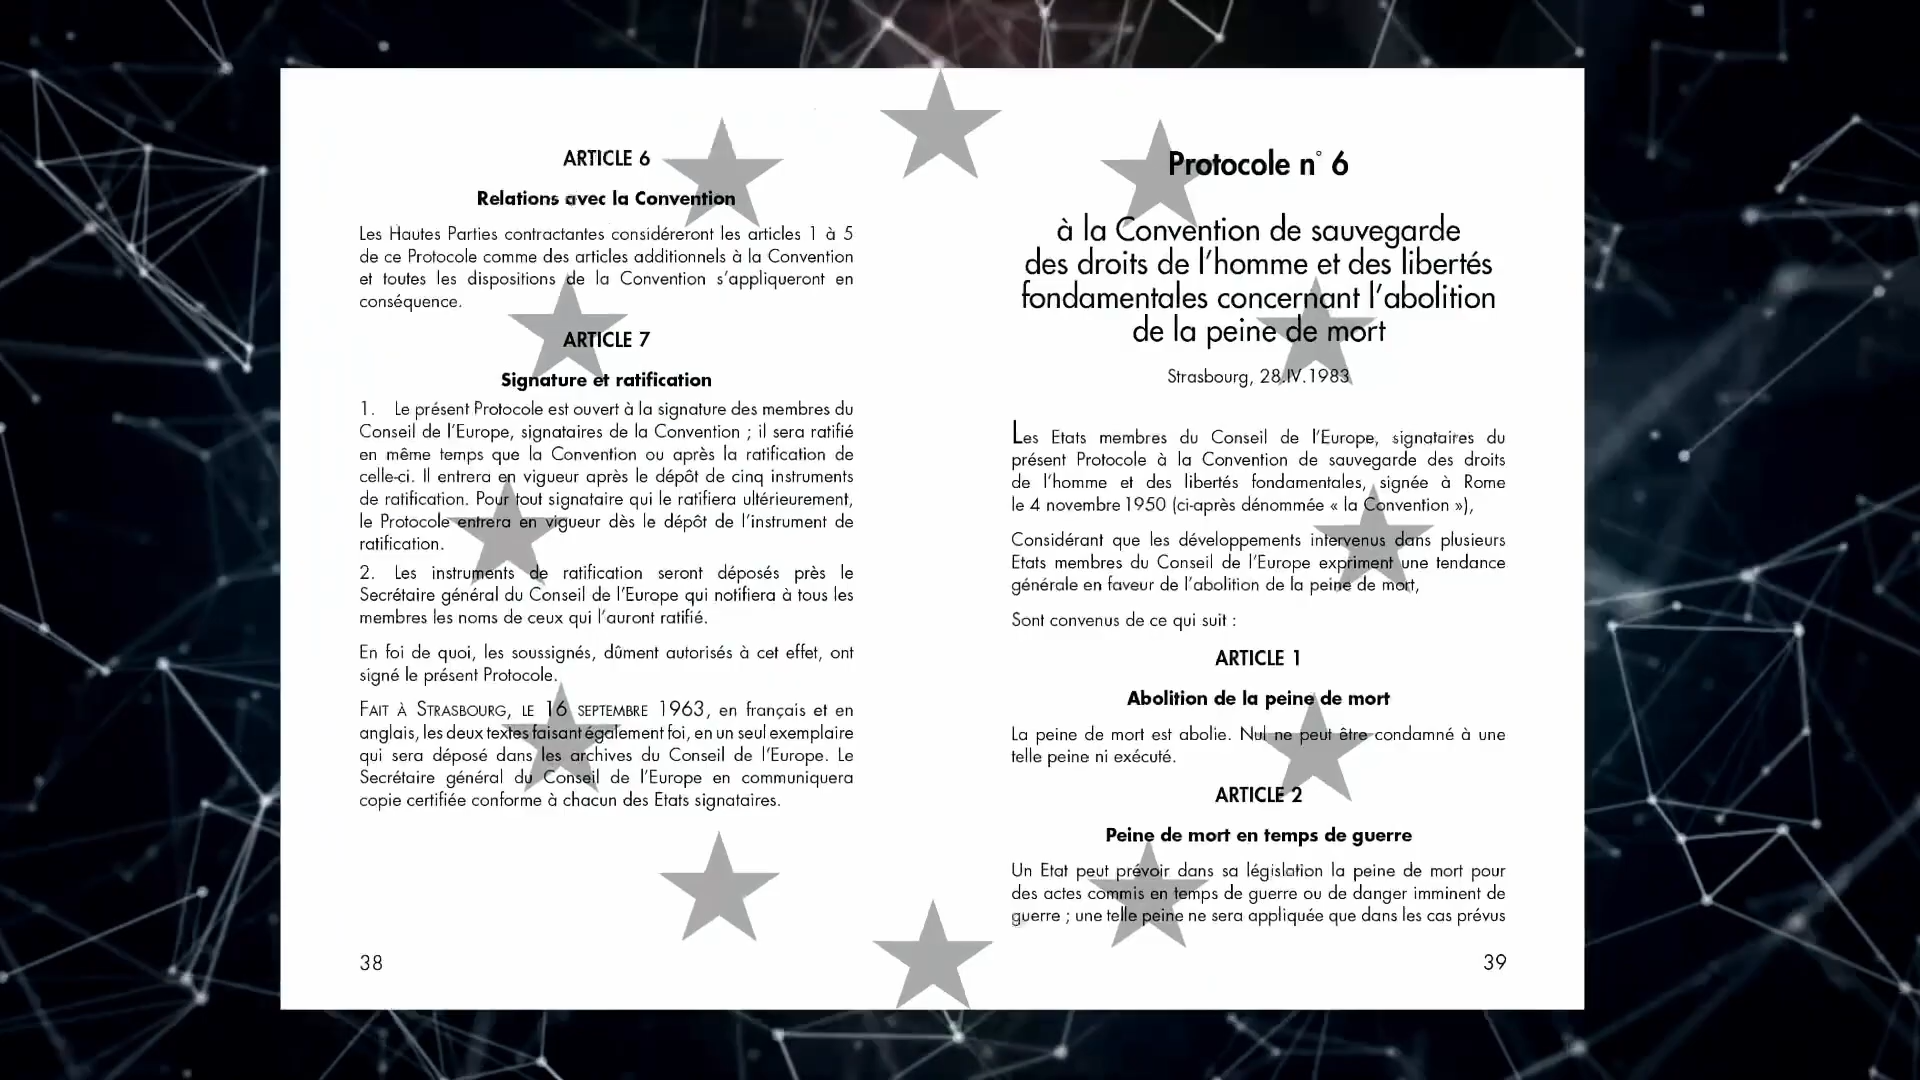 ARTICLE 6
Relations avec la Convention
Les Hautes Parties contractantes considéreront les articles 1 à 5
de ce Protocole comme des articles additionnels à la Convention
et toutes les dispositions de la Convention s'appliqueront en
conséquence.
ARTICLE 7
Signature et ratification
1. Le présent Protocole est ouvert à la signature des membres du
Conseil de l'Europe, signataires de la Convention ; il sera ratifié
en même temps que la Convention ou après la ratification de
celle-ci. Il entrera en vigueur après le dépôt de cinq instruments
de ratification. Pour tout signataire qui le ratifiera ultérieurement,
le Protocole entrera en vigueur dès le dépôt de l'instrument de
ratification.
2. Les instruments de ratification seront déposés près le
Secrétaire général du Conseil de l'Europe qui notifiera à tous les
membres les noms de ceux qui l'auront ratifié.
En foi de quoi, les soussignés, dûment autorisés à cet effet, ont
signé le présent Protocole.
FAIT À STRASBOURG, LE 16 SEPTEMBRE 1963, en français et en
anglais, les deux textes faisant également foi, en un seul exemplaire
qui sera déposé dans les archives du Conseil de l'Europe. Le
Secrétaire général du Conseil de l'Europe en communiquera
copie certifiée conforme à chacun des Etats signataires.
38
Protocole n° 6
à la Convention de sauvegarde
des droits de l'homme et des libertés
fondamentales concernant l'abolition
de la peine de mort
Strasbourg, 28.IV.1983
Les Etats membres du Conseil de l'Europe, signataires du
présent Protocole à la Convention de sauvegarde des droits
de l'homme et des libertés fondamentales, signée à Rome
le 4 novembre 1950 (ci-après dénommée « la Convention »),
Considérant que les développements intervenus dans plusieurs
Etats membres du Conseil de l'Europe expriment une tendance
générale en faveur de l'abolition de la peine de mort,
Sont convenus de ce qui suit :
ARTICLE 1
Abolition de la peine de mort
La peine de mort est abolie. Nul ne peut être condamné à une
telle peine ni exécuté.
ARTICLE 2
Peine de mort en temps de guerre
Un Etat peut prévoir dans sa législation la peine de mort pour
des actes commis en temps de guerre ou de danger imminent de
guerre ; une telle peine ne sera appliquée que dans les cas prévus
39